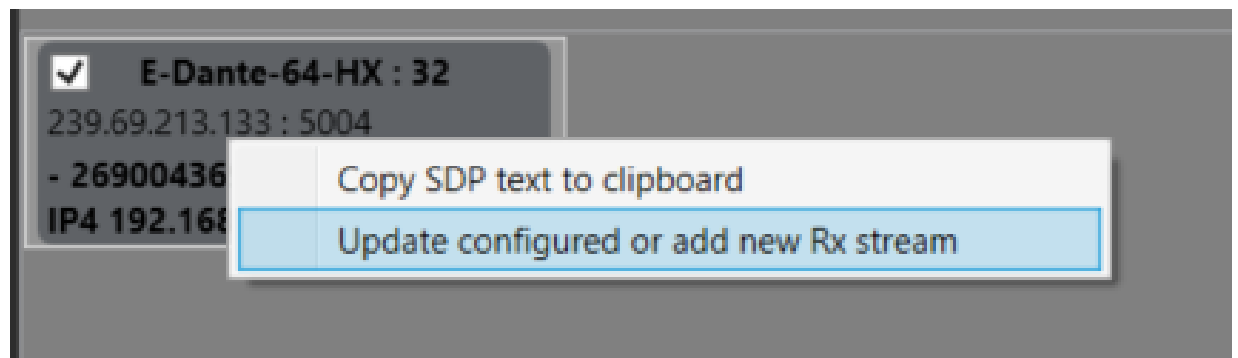 E-Dante-64-HX : 32
239.69.213.133 : 5004
- 26900436
IP4 192.168
Copy SDP text to clipboard
Update configured or add new Rx stream